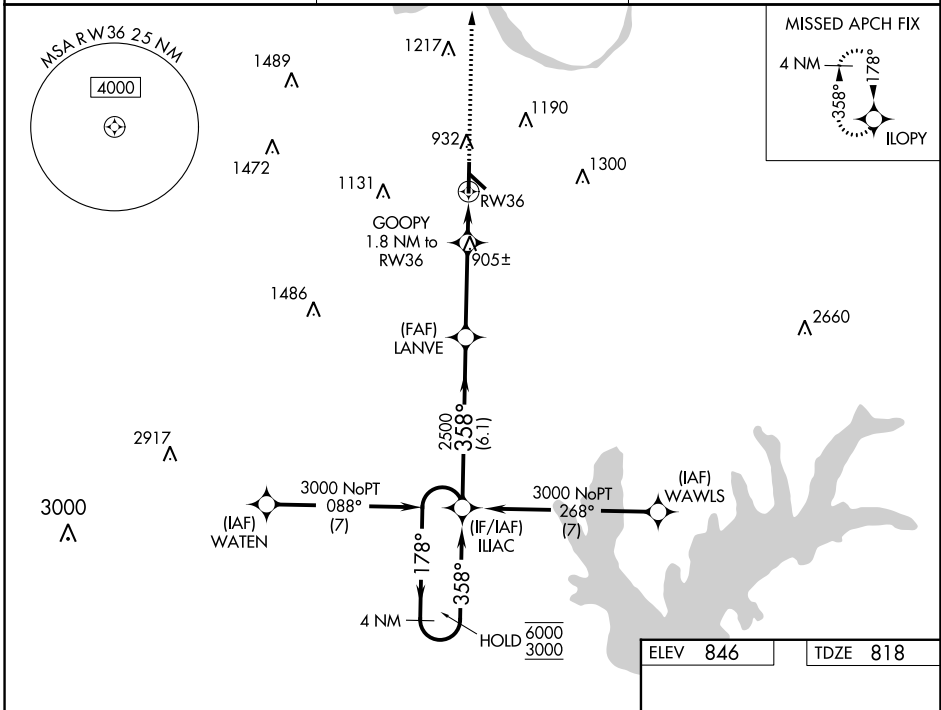 MSA RW36 25 NM
4000
1489
1217
1190
932
1472
1131
1300
RW36
GOOPY
1.8 NM to
RW36
905±
1486
(FAF)
LANVE
2660
2500
358°
(6.1)
2917
3000
(IAF)
WATEN
3000 NoPT
088°
(7)
(IF/IAF)
ILIAC
3000 NoPT
268°
(7)
(IAF)
WAWLS
178°
358°
4 NM
HOLD 6000
3000
MISSED APCH FIX
4 NM
358°
178°
ILOPY
ELEV 846
TDZE 818